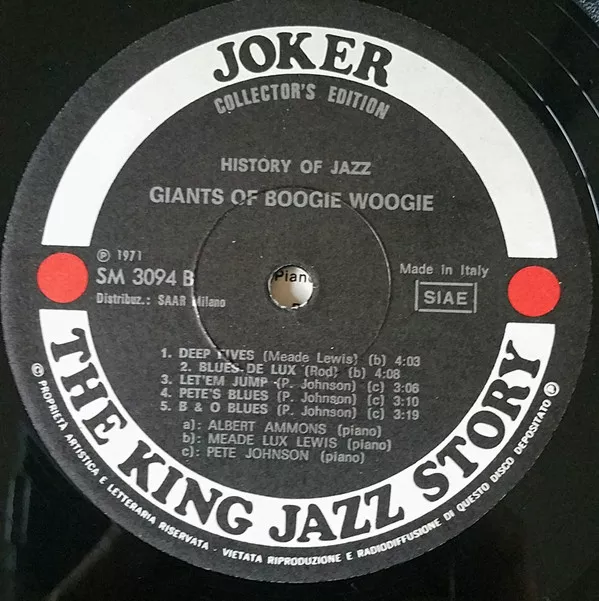 JOKER
COLLECTOR'S EDITION
HISTORY OF JAZZ
GIANTS OF BOOGIE WOOGIE
Ⓟ 1971
SM 3094 B
Distribuz.: SAAR Milano
Pian
Made in Italy
SIAE
1. DEEP FIVES (Meade Lewis) (b) 4:03
2. BLUES DE LUX (Rod) (b) 4:08
3. LET'EM JUMP (P. Johnson) (c) 3:06
4. PETE'S BLUES (P. Johnson) (c) 3:10
5. B & O BLUES (P. Johnson) (c) 3:19
a): ALBERT AMMONS (piano)
b): MEADE LUX LEWIS (piano)
c): PETE JOHNSON (piano)
THE KING JAZZ STORY
© PROPRIETA ARTISTICA E LETTERARIA RISERVATA - VIETATA RIPRODUZIONE E RADIODIFFUSIONE DI QUESTO DISCO DEPOSITATO Ⓟ